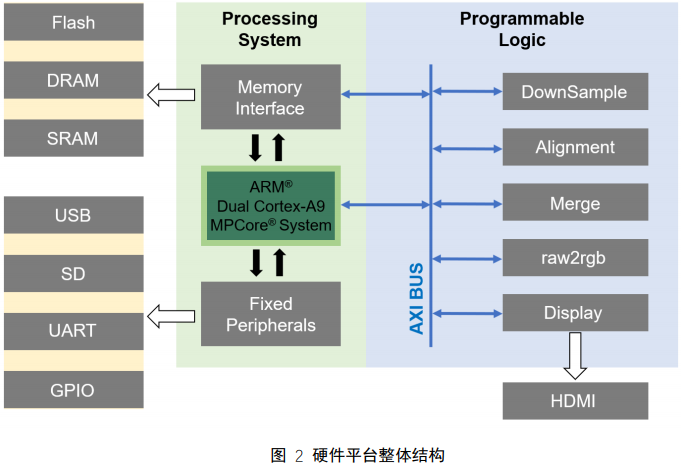 Flash
DRAM
SRAM
USB
SD
UART
GPIO
Processing
System
Memory
Interface
ARM®
Dual Cortex-A9
MPCore® System
Fixed
Peripherals
Programmable
Logic
AXI BUS
DownSample
Alignment
Merge
raw2rgb
Display
HDMI
图 2 硬件平台整体结构